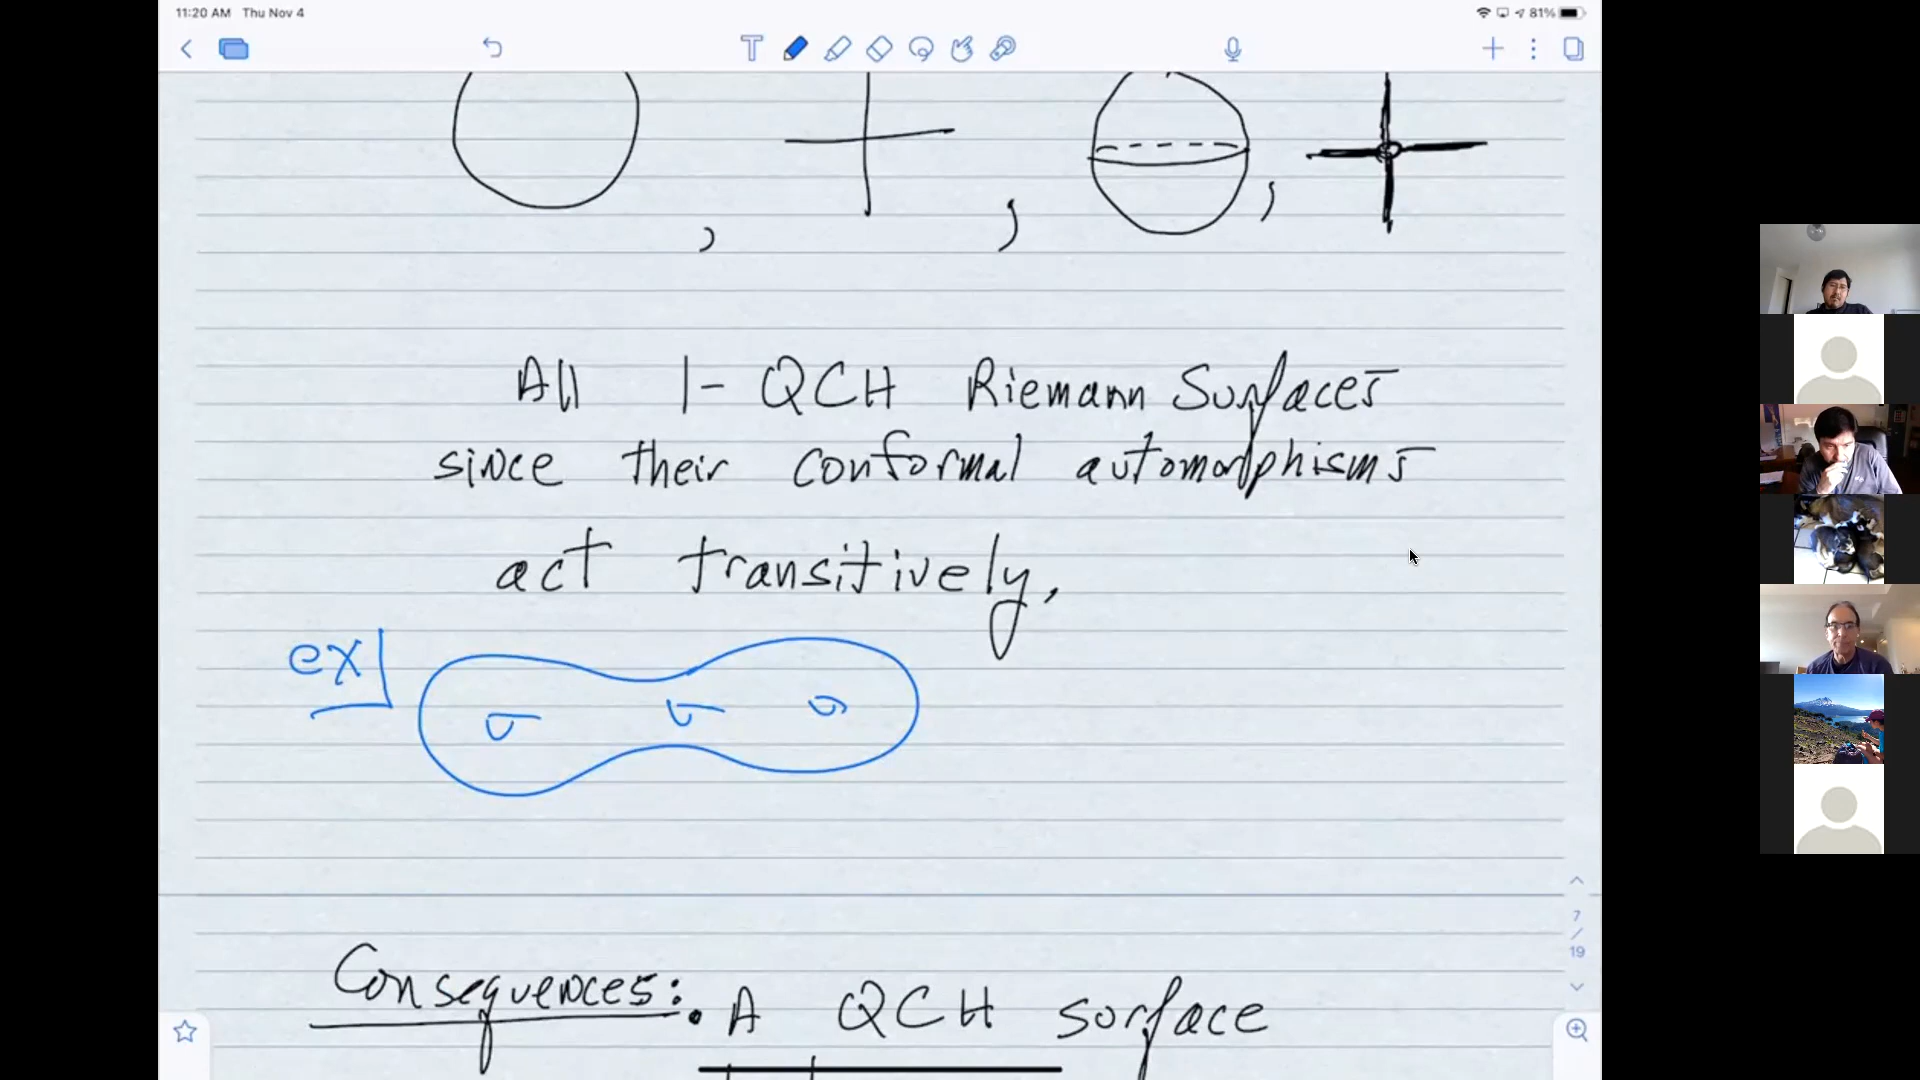 11:20 AM Thu Nov 4
81%
T
, , ,
All 1- QCH Riemann Surfaces
since their conformal automorphisms
act transitively,
ex
7
/
19
Consequences: • A QCH surface